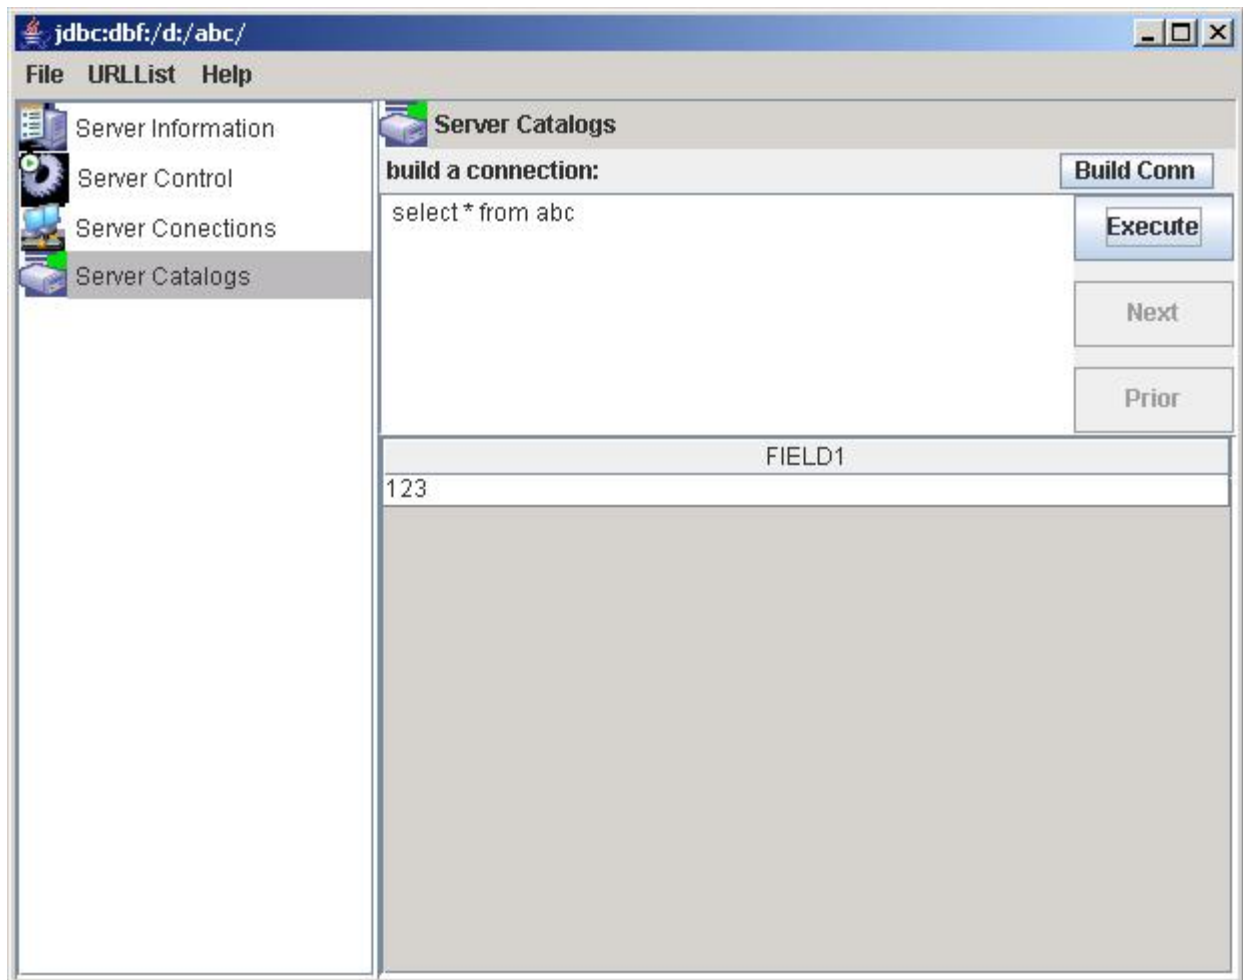 jdbc:dbf:/d:/abc/
File URLList Help
Server Information
Server Control
Server Conections
Server Catalogs
Server Catalogs
build a connection:
Build Conn
select * from abc
Execute
Next
Prior
FIELD1
123